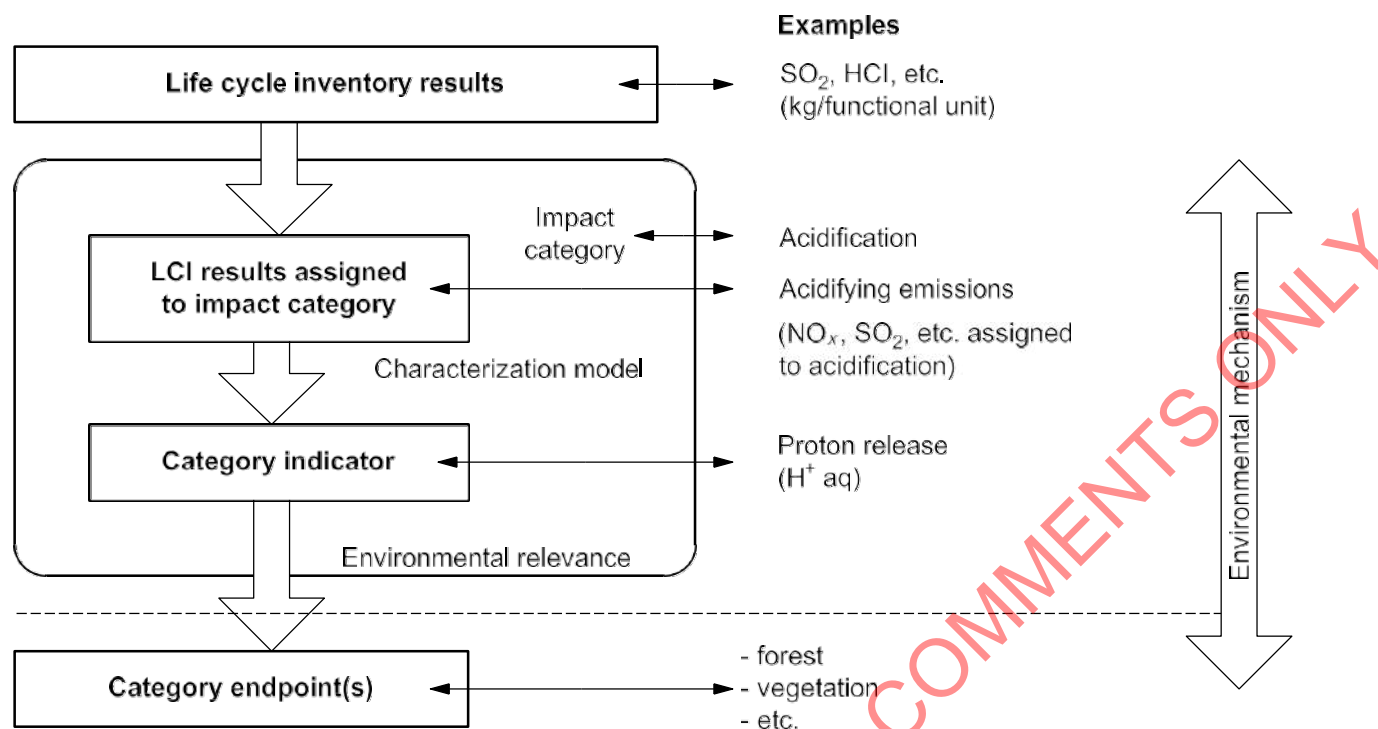 Examples
Life cycle inventory results
SO₂, HCl, etc.
(kg/functional unit)
Impact
category
Acidification
LCI results assigned
to impact category
Acidifying emissions
(NOₓ, SO₂, etc. assigned
to acidification)
Characterization model
Category indicator
Proton release
(H⁺ aq)
Environmental relevance
Environmental mechanism
Category endpoint(s)
- forest
- vegetation
- etc.
COMMENTS ONLY